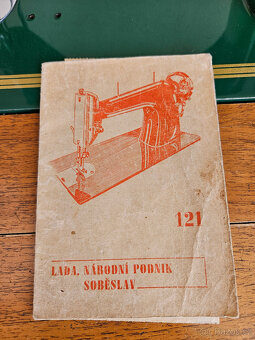 121
LADA, NÁRODNÍ PODNIK
SOBĚSLAV